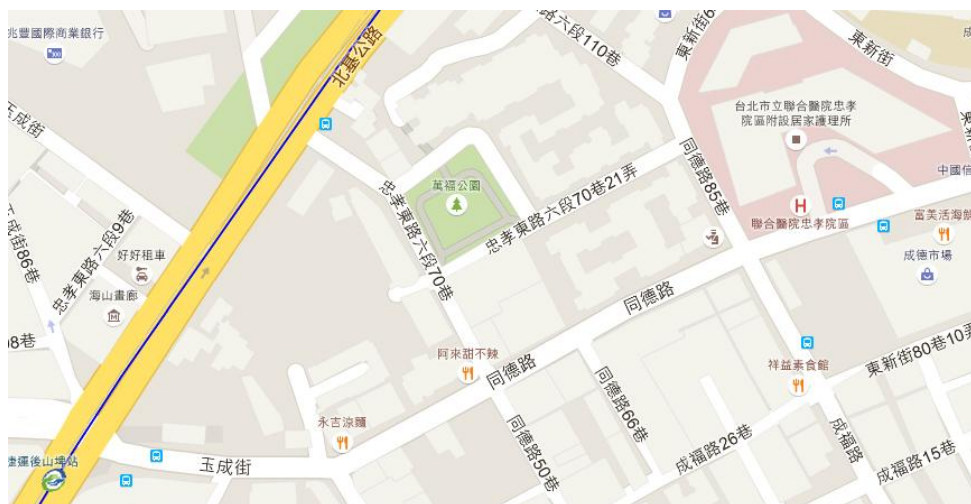 兆豐國際商業銀行
北基公路
六段110巷
東新街6
東新街
台北市立聯合醫院忠孝
院區附設居家護理所
玉成街
同德路85巷
中國信
萬福公園
忠孝東路六段70巷21弄
忠孝東路六段70巷
聯合醫院忠孝院區
富美活海鮮
成德市場
玉成街86巷
忠孝東路六段9巷
好好租車
海山畫廊
同德路
8巷
阿來甜不辣
同德路
祥益素食館
東新街80巷10弄
永吉涼麵
同德路66巷
玉成街
同德路50巷
成福路26巷
成福路
成福路15巷
捷運後山埤站